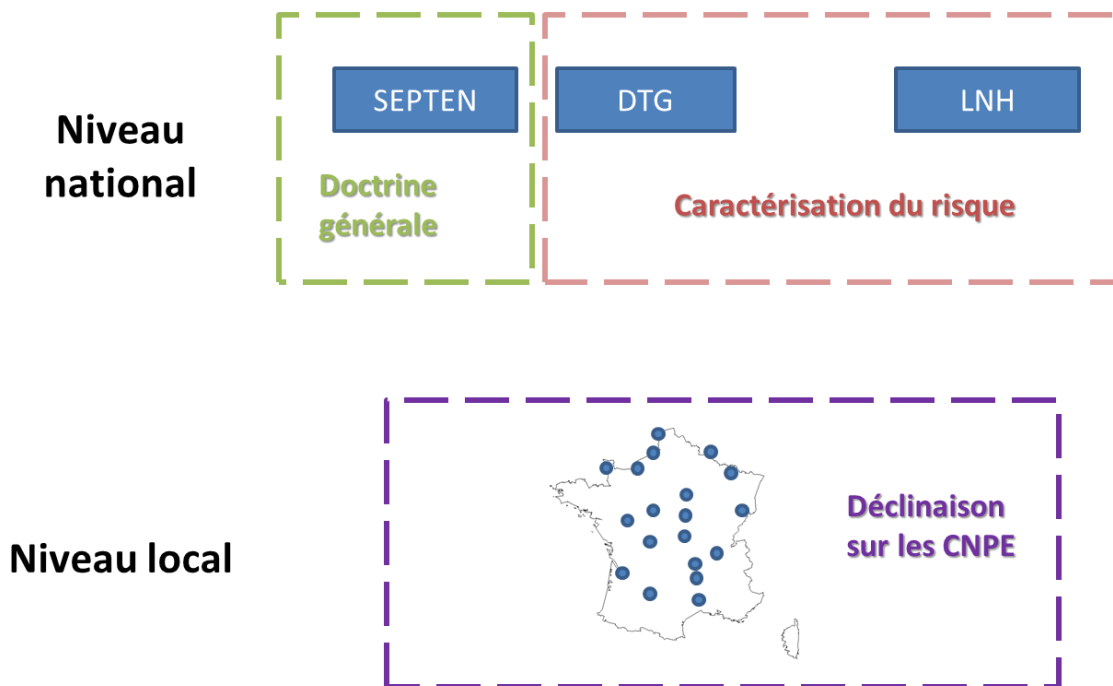 Niveau
national
SEPTEN
DTG
LNH
Doctrine
générale
Caractérisation du risque
Niveau local
Déclinaison
sur les CNPE